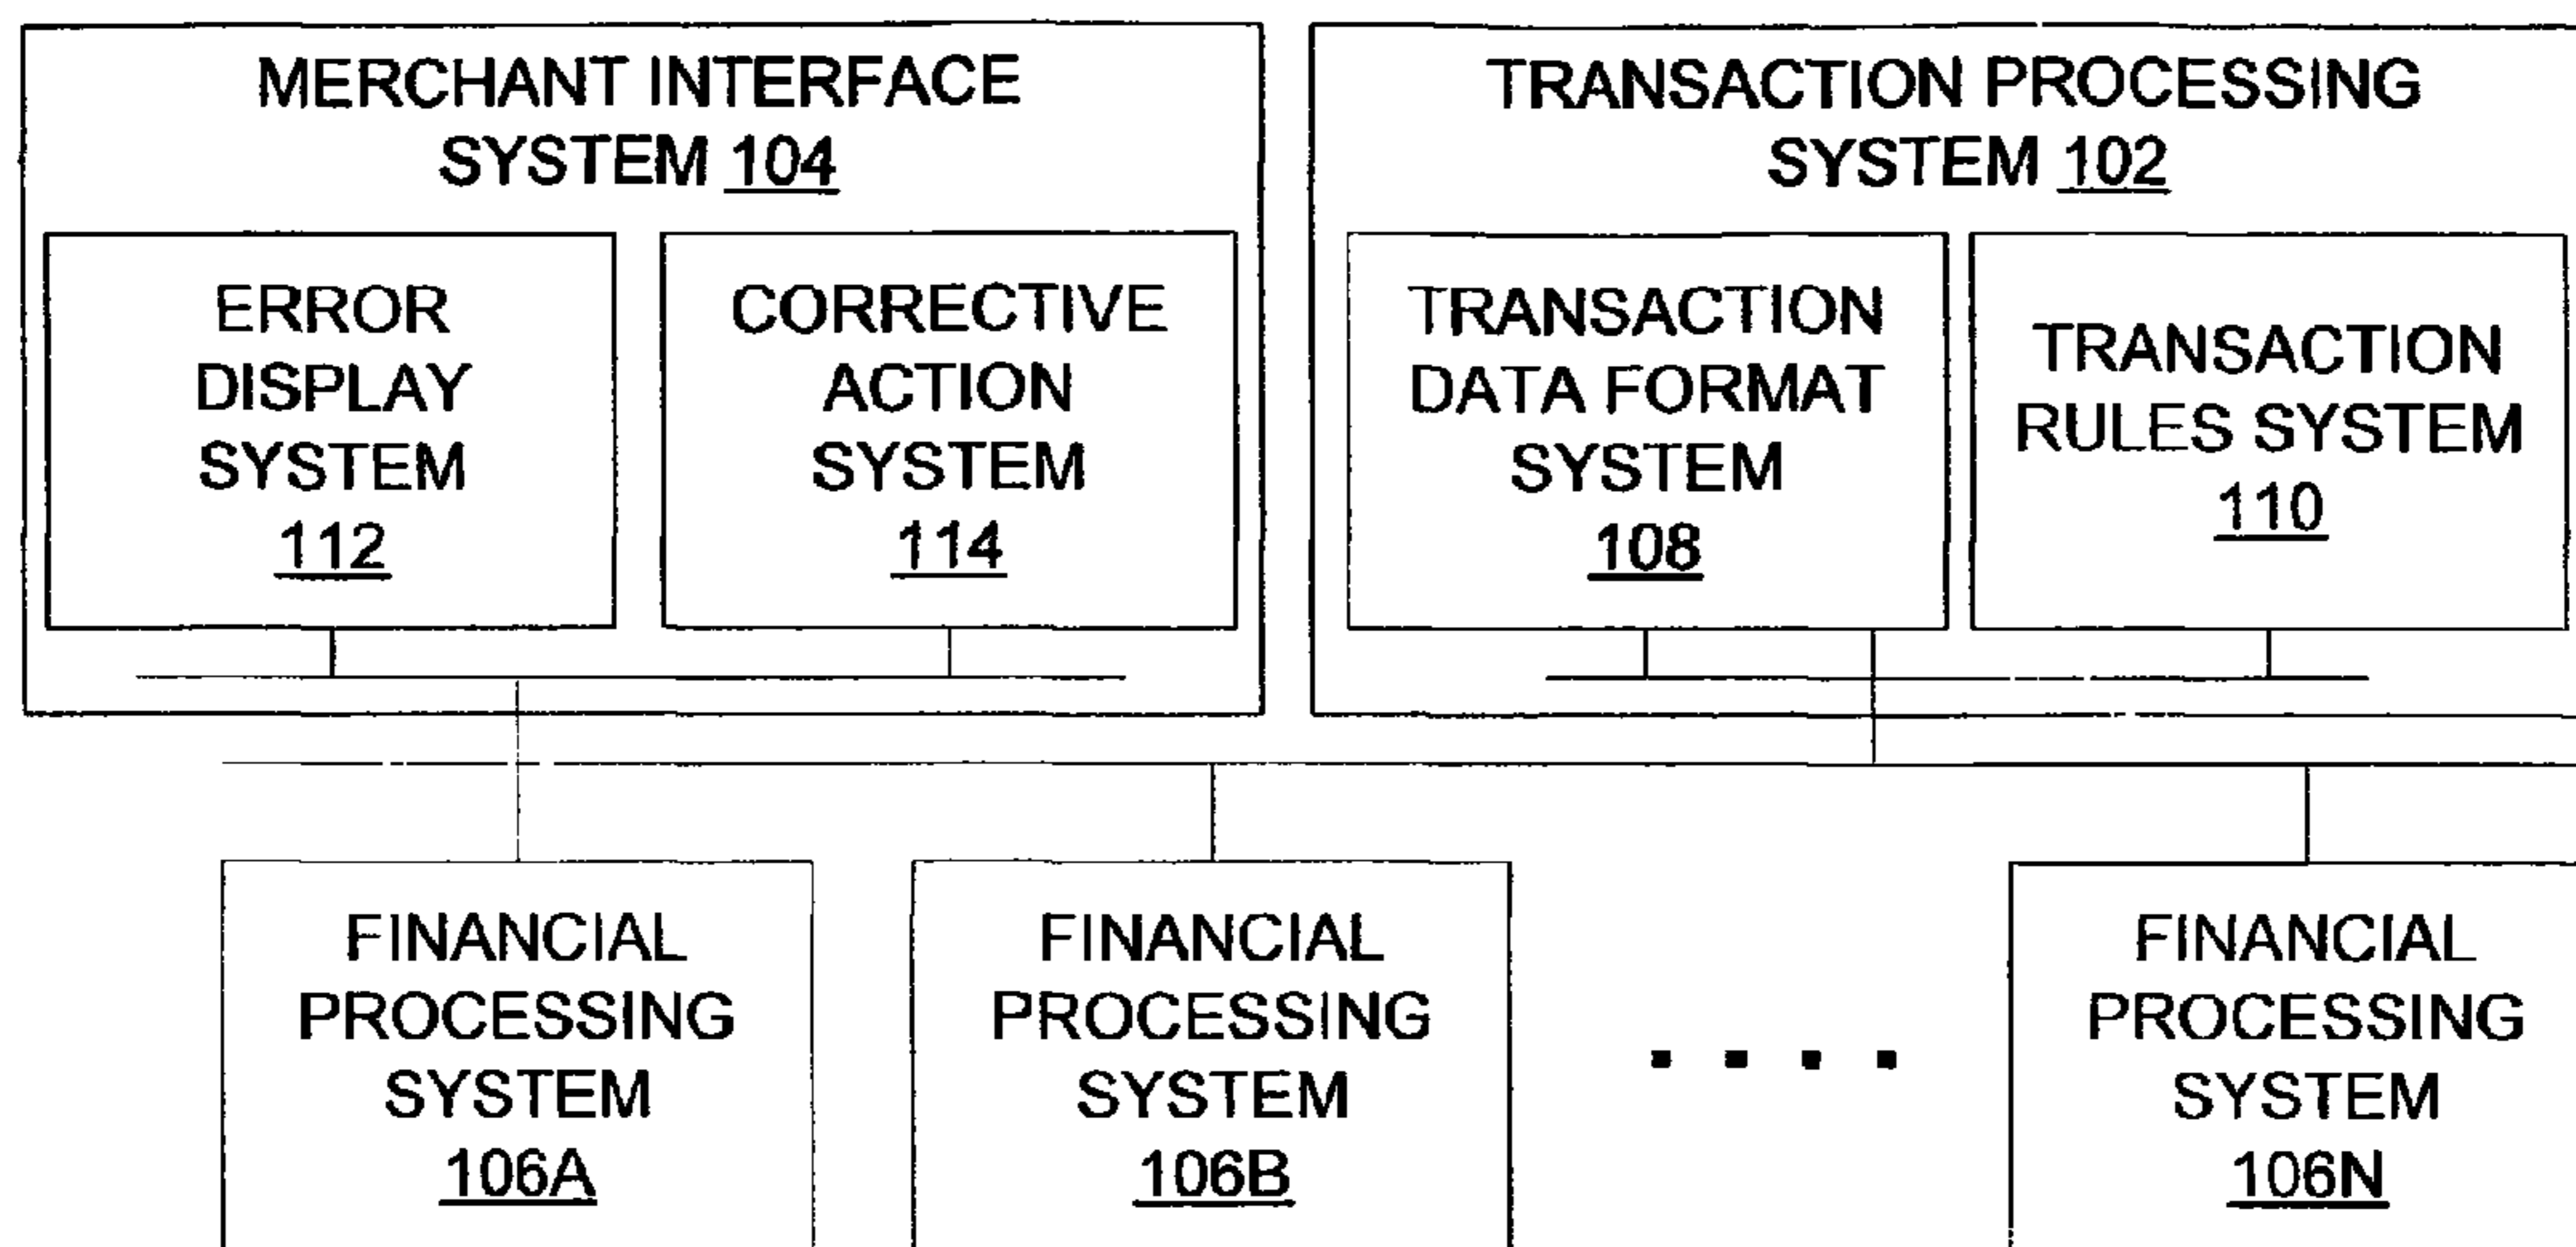 MERCHANT INTERFACE
SYSTEM 104
ERROR
DISPLAY
SYSTEM
112
CORRECTIVE
ACTION
SYSTEM
114
TRANSACTION PROCESSING
SYSTEM 102
TRANSACTION
DATA FORMAT
SYSTEM
108
TRANSACTION
RULES SYSTEM
110
FINANCIAL
PROCESSING
SYSTEM
106A
FINANCIAL
PROCESSING
SYSTEM
106B
FINANCIAL
PROCESSING
SYSTEM
106N